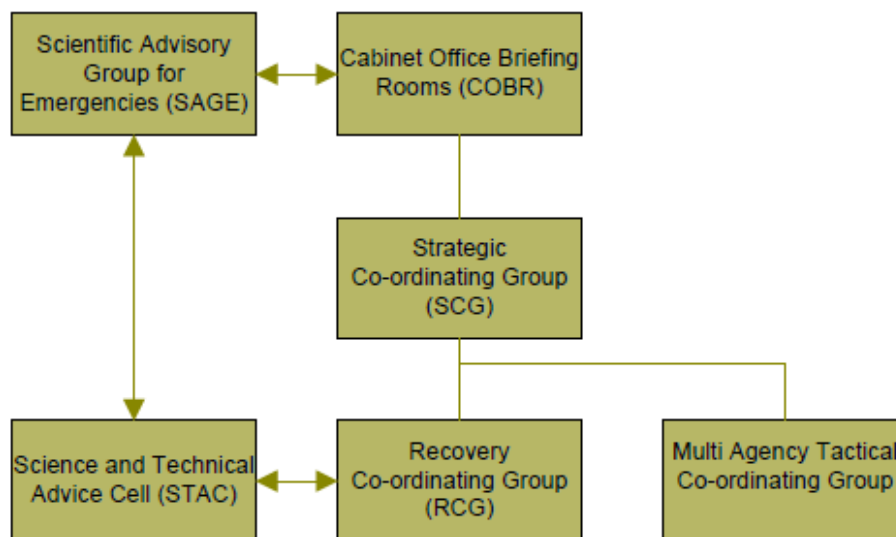 Scientific Advisory
Group for
Emergencies (SAGE)
Cabinet Office Briefing
Rooms (COBR)
Strategic
Co-ordinating Group
(SCG)
Science and Technical
Advice Cell (STAC)
Recovery
Co-ordinating Group
(RCG)
Multi Agency Tactical
Co-ordinating Group